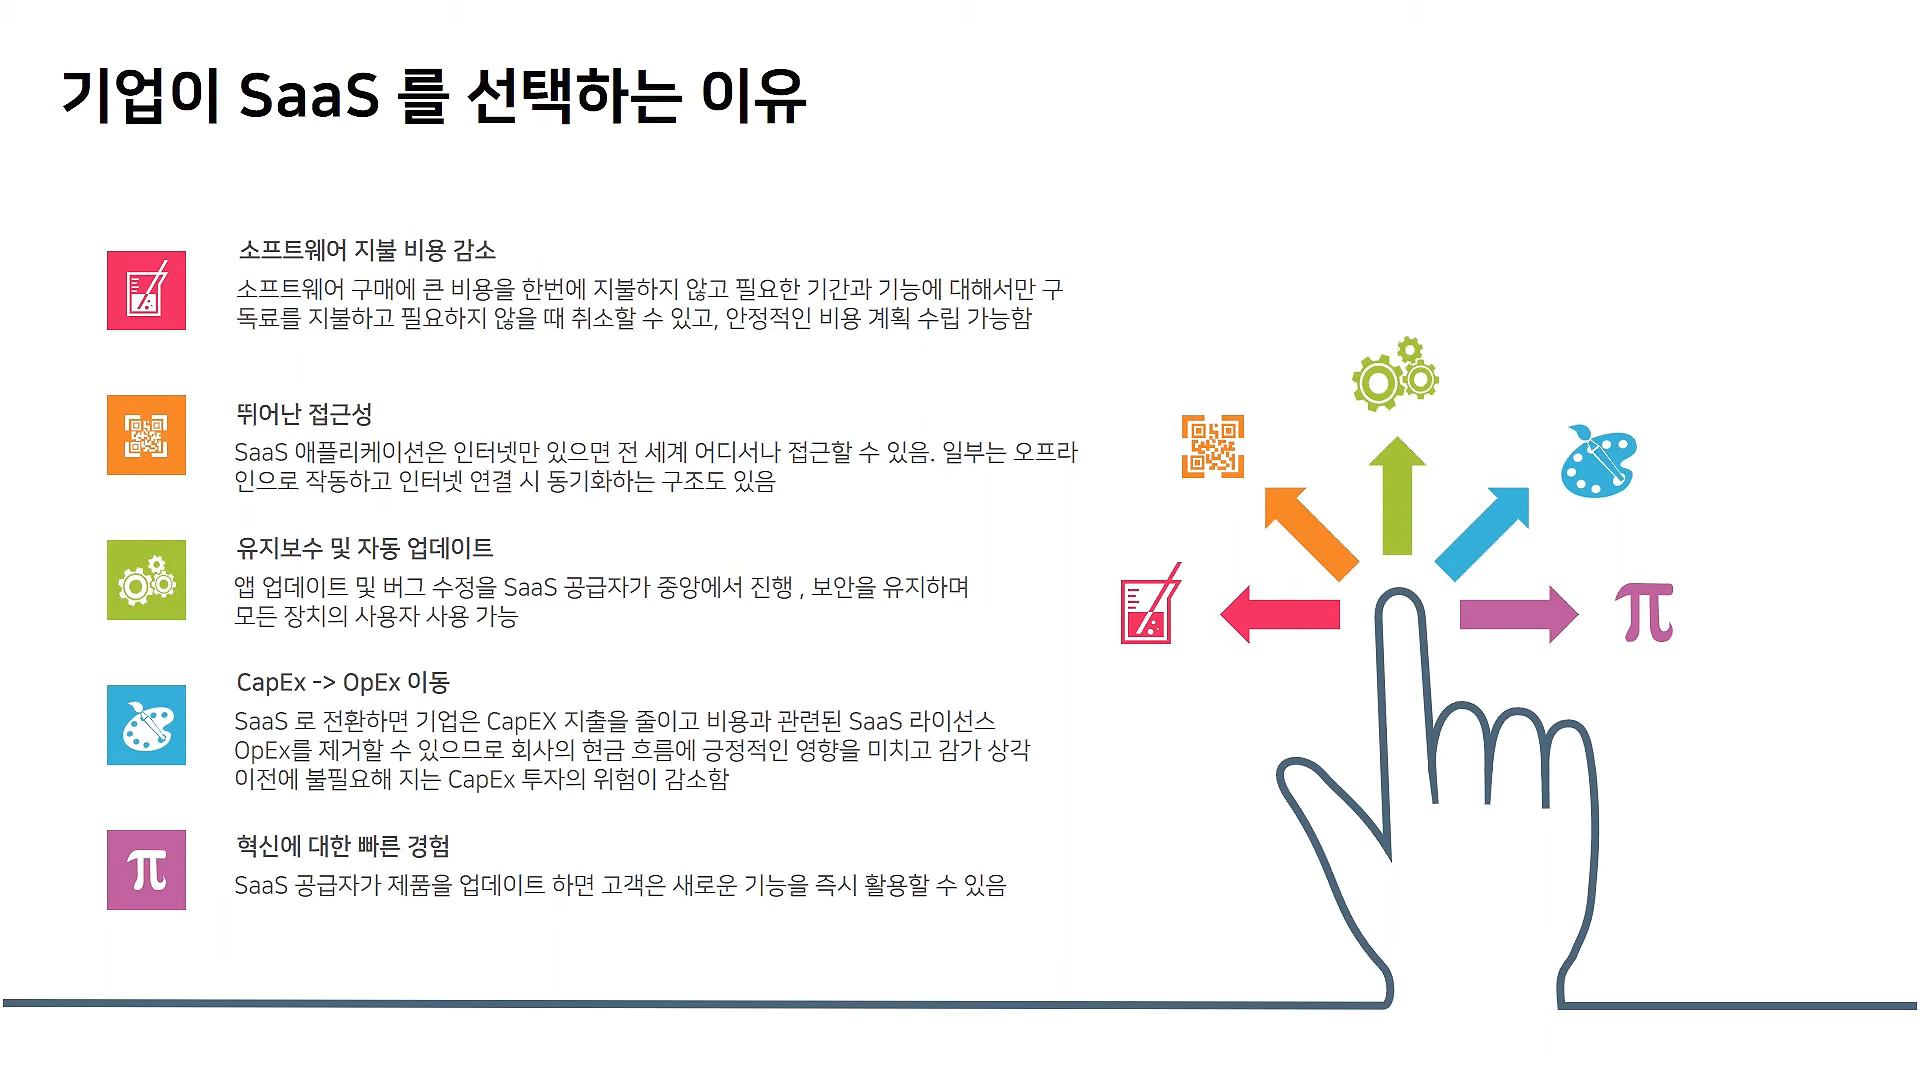 기업이 SaaS 를 선택하는 이유
소프트웨어 지불 비용 감소
소프트웨어 구매에 큰 비용을 한번에 지불하지 않고 필요한 기간과 기능에 대해서만 구
독료를 지불하고 필요하지 않을 때 취소할 수 있고, 안정적인 비용 계획 수립 가능함
뛰어난 접근성
SaaS 애플리케이션은 인터넷만 있으면 전 세계 어디서나 접근할 수 있음. 일부는 오프라
인으로 작동하고 인터넷 연결 시 동기화하는 구조도 있음
유지보수 및 자동 업데이트
앱 업데이트 및 버그 수정을 SaaS 공급자가 중앙에서 진행 , 보안을 유지하며
모든 장치의 사용자 사용 가능
CapEx -> OpEx 이동
SaaS 로 전환하면 기업은 CapEX 지출을 줄이고 비용과 관련된 SaaS 라이선스
OpEx를 제거할 수 있으므로 회사의 현금 흐름에 긍정적인 영향을 미치고 감가 상각
이전에 불필요해 지는 CapEx 투자의 위험이 감소함
혁신에 대한 빠른 경험
SaaS 공급자가 제품을 업데이트 하면 고객은 새로운 기능을 즉시 활용할 수 있음